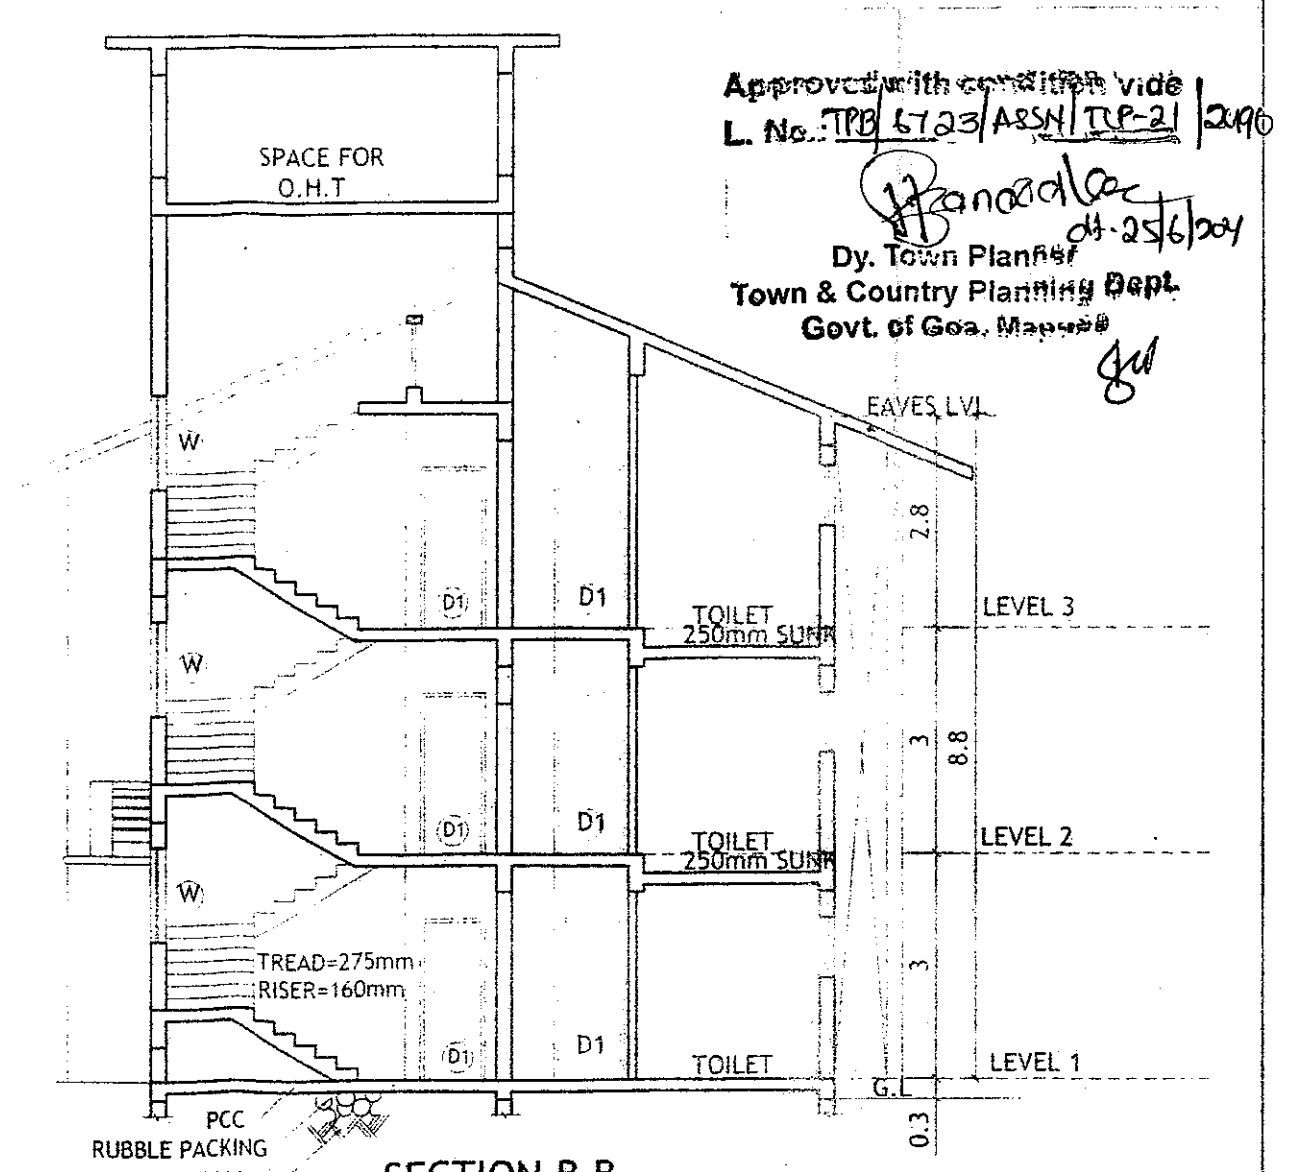 Approved with condition vide
L. No.: TPB/6723/ASSN/TCP-21/
Dy. Town Planner
Town & Country Planning Dept.
Govt. of Goa,
SPACE FOR
O.H.T
EAVES LVL
W
2.8
D1 D1
TOILET
250mm SUNK
LEVEL 3
W
3
8.8
D1 D1
TOILET
250mm SUNK
LEVEL 2
W
3
TREAD=275mm
RISER=160mm
D1 D1
TOILET
LEVEL 1
G.L
0.3
PCC
RUBBLE PACKING
SECTION B-B